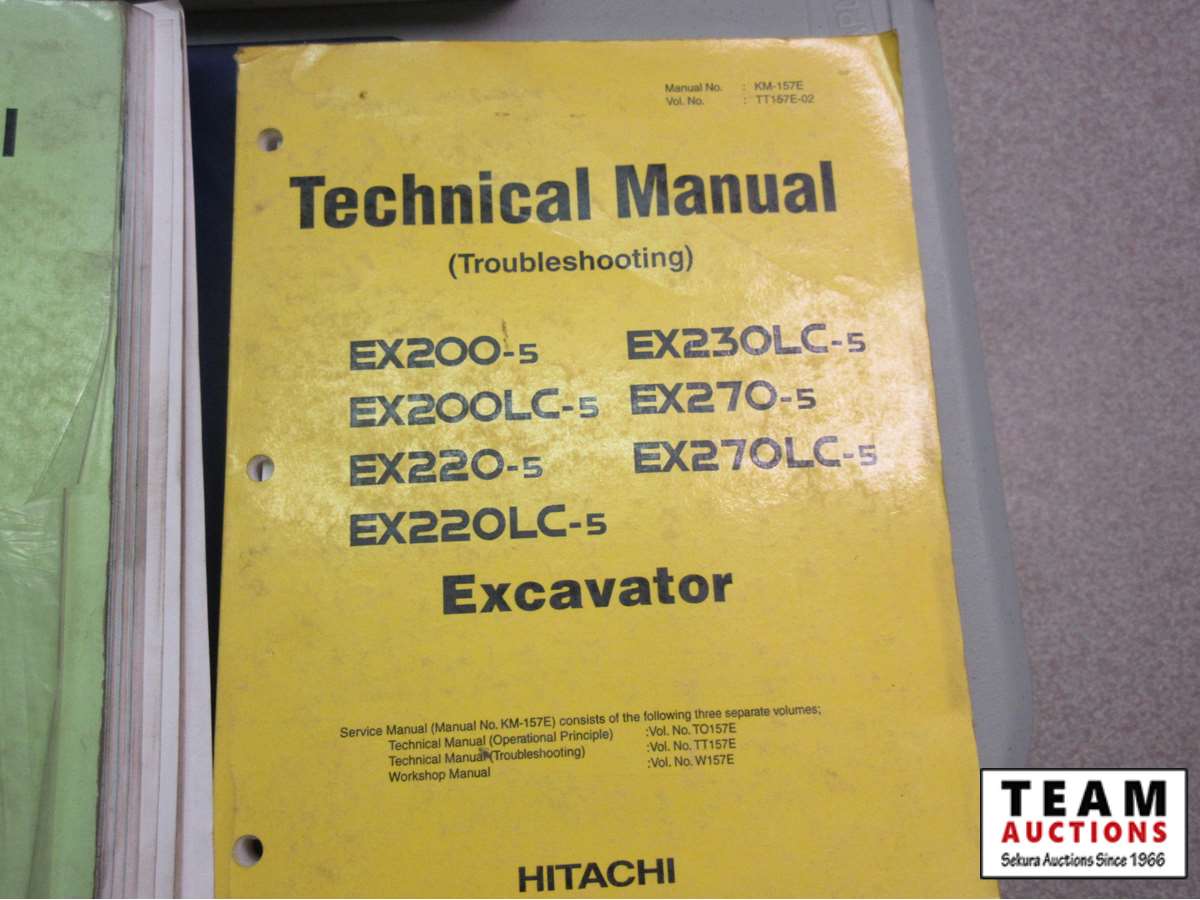 Manual No. : KM-157E
Vol. No. : TT157E-02
Technical Manual
(Troubleshooting)
EX200-5
EX200LC-5
EX220-5
EX220LC-5
EX230LC-5
EX270-5
EX270LC-5
Excavator
Service Manual (Manual No. KM-157E) consists of the following three separate volumes;
Technical Manual (Operational Principle) :Vol. No. TO157E
Technical Manual (Troubleshooting) :Vol. No. TT157E
Workshop Manual :Vol. No. W157E
HITACHI
TEAM
AUCTIONS
Sekura Auctions Since 1966